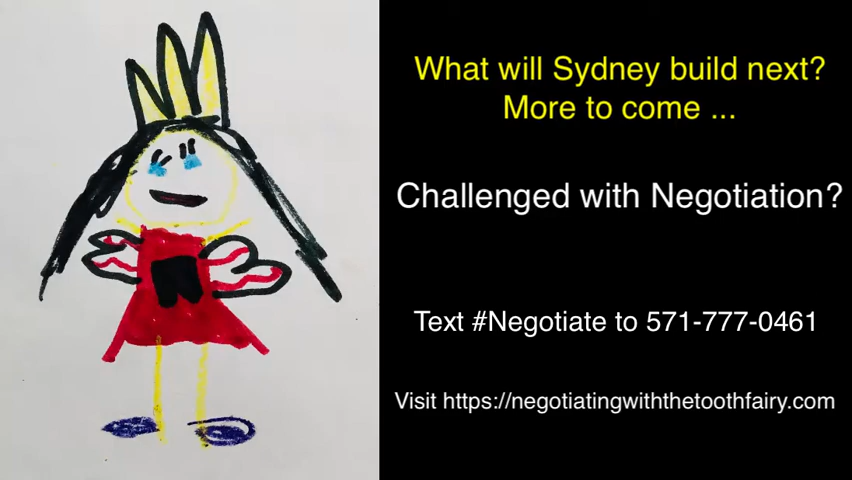 What will Sydney build next?
More to come ...
Challenged with Negotiation?
Text #Negotiate to 571-777-0461
Visit https://negotiatingwiththetoothfairy.com